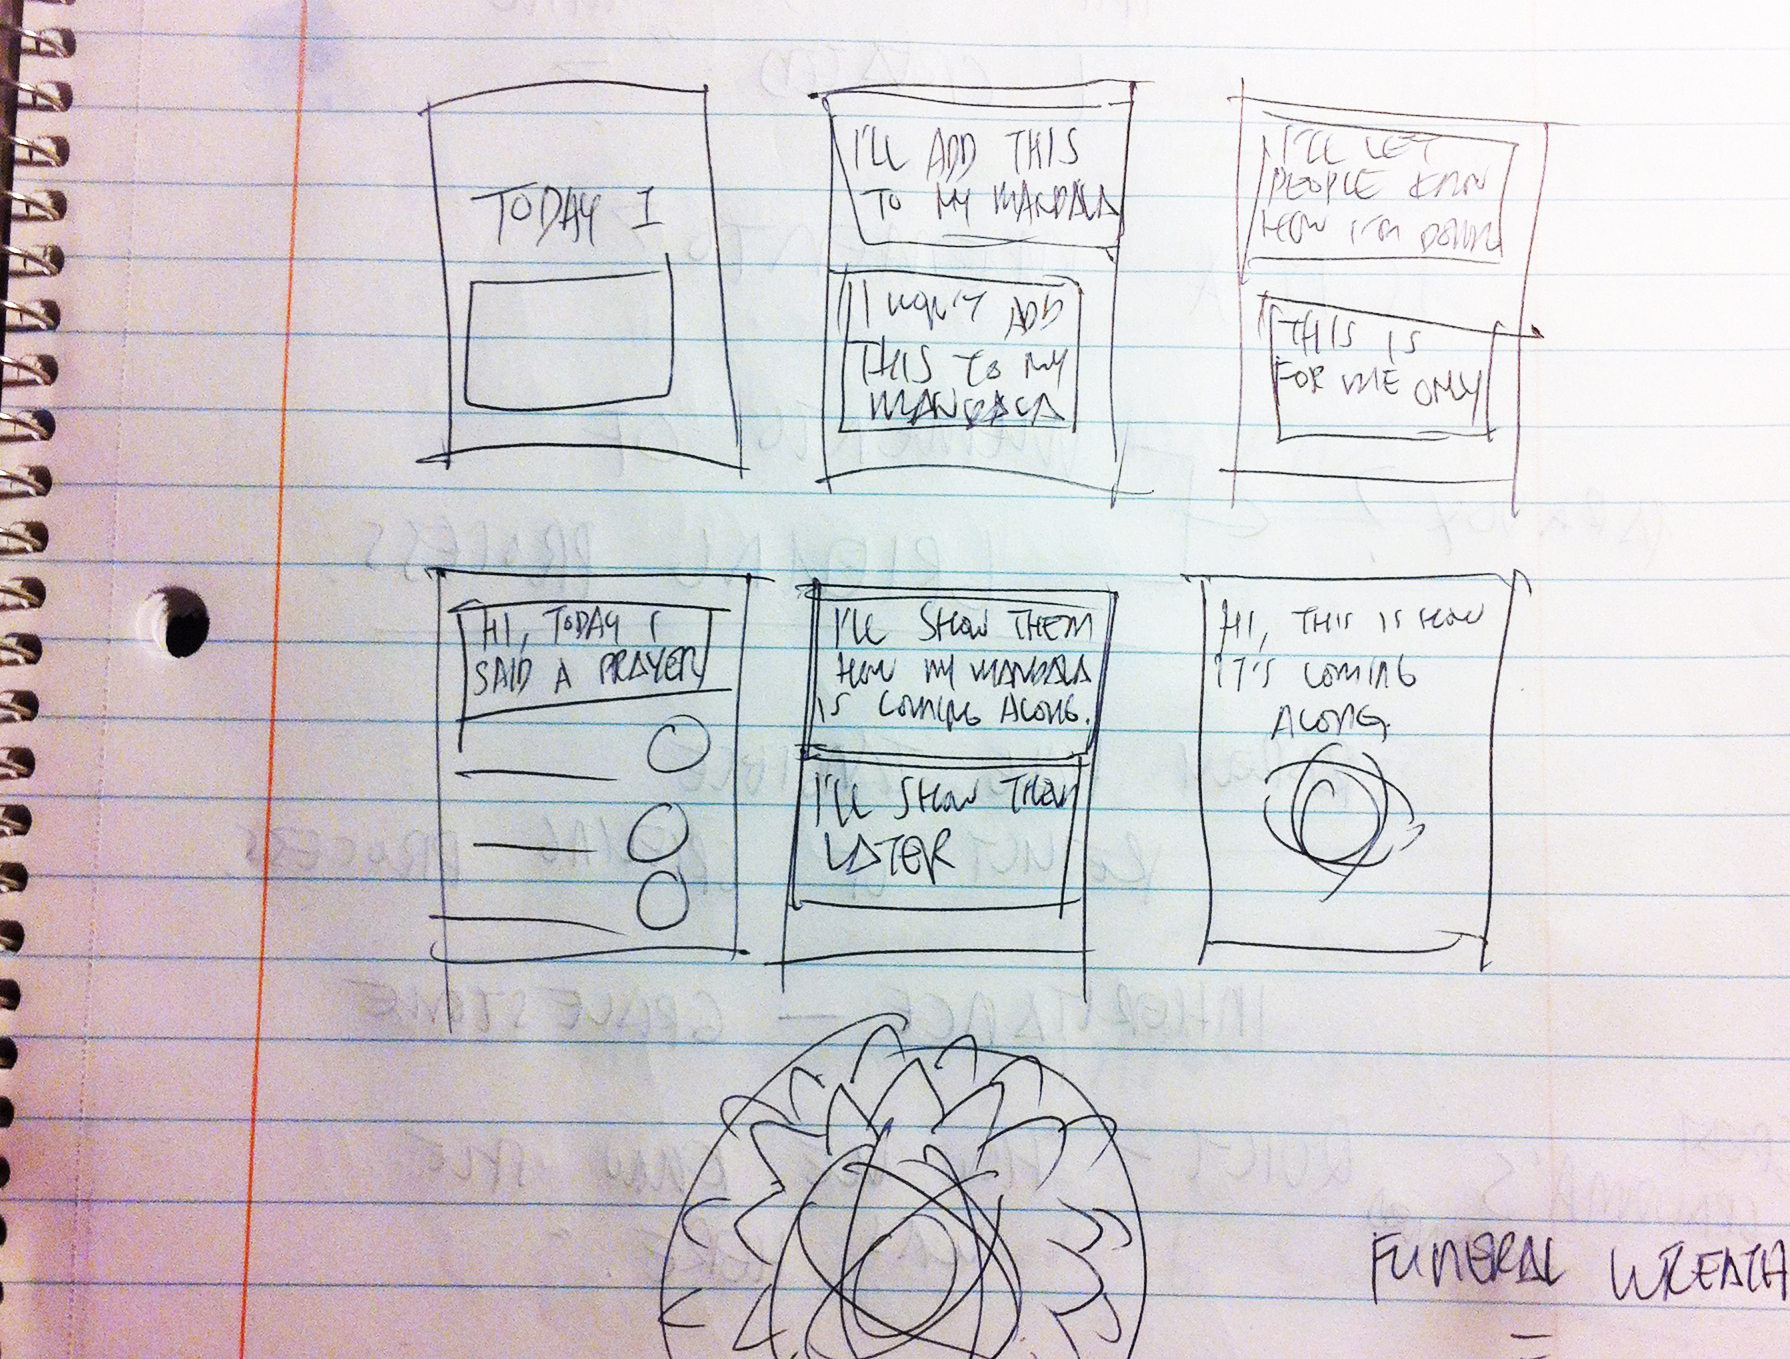 TODAY I
I'LL ADD THIS
TO MY MANDALA
I WON'T ADD
THIS TO MY
MANDALA
I'LL LET
PEOPLE KNOW
HOW I'M DOING
THIS IS
FOR ME ONLY
HI, TODAY I
SAID A PRAYER
I'LL SHOW THEM
HOW MY MANDALA
IS COMING ALONG.
I'LL SHOW THEM
LATER
HI, THIS IS HOW
IT'S COMING
ALONG.
FUNERAL WREATH